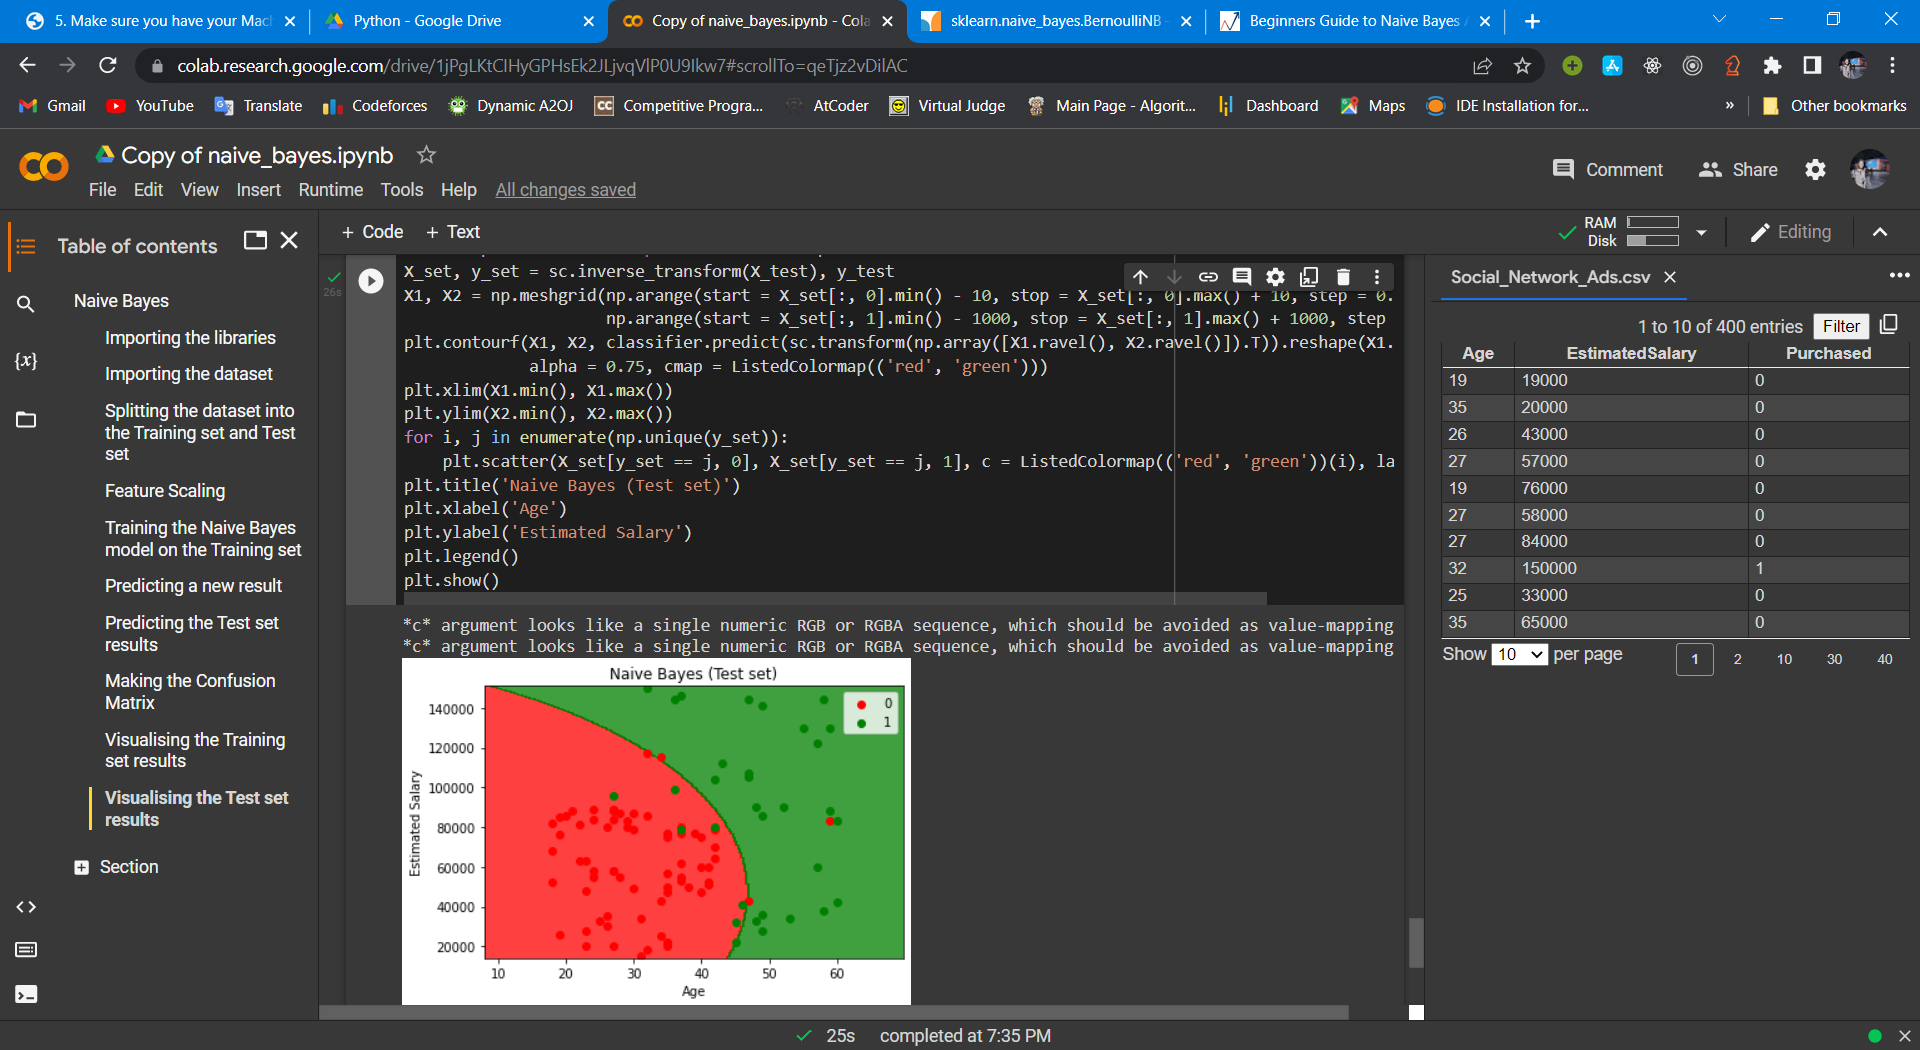 5. Make sure you have your Mach
Python - Google Drive
Copy of naive_bayes.ipynb - Cola
sklearn.naive_bayes.BernoulliNB -
Beginners Guide to Naive Bayes A
colab.research.google.com/drive/1jPgLKtCIHyGPHsEk2JLjvqVlP0U9Ikw7#scrollTo=qeTjz2vDilAC
Gmail
YouTube
Translate
Codeforces
Dynamic A2OJ
Competitive Progra...
AtCoder
Virtual Judge
Main Page - Algorit...
Dashboard
Maps
IDE Installation for...
»
Other bookmarks
Copy of naive_bayes.ipynb
File Edit View Insert Runtime Tools Help All changes saved
Comment
Share
Table of contents
+ Code + Text
RAM
Disk
Editing
Naive Bayes
Importing the libraries
Importing the dataset
Splitting the dataset into
the Training set and Test
set
Feature Scaling
Training the Naive Bayes
model on the Training set
Predicting a new result
Predicting the Test set
results
Making the Confusion
Matrix
Visualising the Training
set results
Visualising the Test set
results
Section
{x}
26s
X_set, y_set = sc.inverse_transform(X_test), y_test
X1, X2 = np.meshgrid(np.arange(start = X_set[:, 0].min() - 10, stop = X_set[:, 0].max() + 10, step = 0.
np.arange(start = X_set[:, 1].min() - 1000, stop = X_set[:, 1].max() + 1000, step
plt.contourf(X1, X2, classifier.predict(sc.transform(np.array([X1.ravel(), X2.ravel()]).T)).reshape(X1.
alpha = 0.75, cmap = ListedColormap(('red', 'green')))
plt.xlim(X1.min(), X1.max())
plt.ylim(X2.min(), X2.max())
for i, j in enumerate(np.unique(y_set)):
plt.scatter(X_set[y_set == j, 0], X_set[y_set == j, 1], c = ListedColormap(('red', 'green'))(i), la
plt.title('Naive Bayes (Test set)')
plt.xlabel('Age')
plt.ylabel('Estimated Salary')
plt.legend()
plt.show()
*c* argument looks like a single numeric RGB or RGBA sequence, which should be avoided as value-mapping
*c* argument looks like a single numeric RGB or RGBA sequence, which should be avoided as value-mapping
Naive Bayes (Test set)
0
1
140000
120000
100000
80000
60000
40000
20000
Estimated Salary
10 20 30 40 50 60
Age
Social_Network_Ads.csv
1 to 10 of 400 entries Filter
Age EstimatedSalary Purchased
19 19000 0
35 20000 0
26 43000 0
27 57000 0
19 76000 0
27 58000 0
27 84000 0
32 150000 1
25 33000 0
35 65000 0
Show 10 per page
1 2 10 30 40
25s completed at 7:35 PM